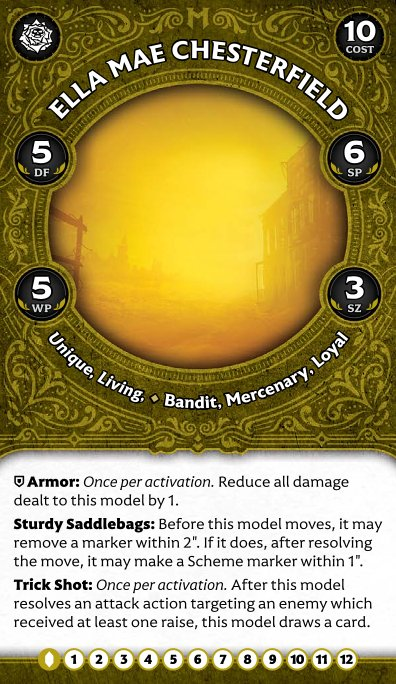 10
COST
ELLA MAE CHESTERFIELD
5
DF
6
SP
5
WP
3
SZ
Unique, Living, Bandit, Mercenary, Loyal
Armor: Once per activation. Reduce all damage
dealt to this model by 1.
Sturdy Saddlebags: Before this model moves, it may
remove a marker within 2". If it does, after resolving
the move, it may make a Scheme marker within 1".
Trick Shot: Once per activation. After this model
resolves an attack action targeting an enemy which
received at least one raise, this model draws a card.
1 2 3 4 5 6 7 8 9 10 11 12